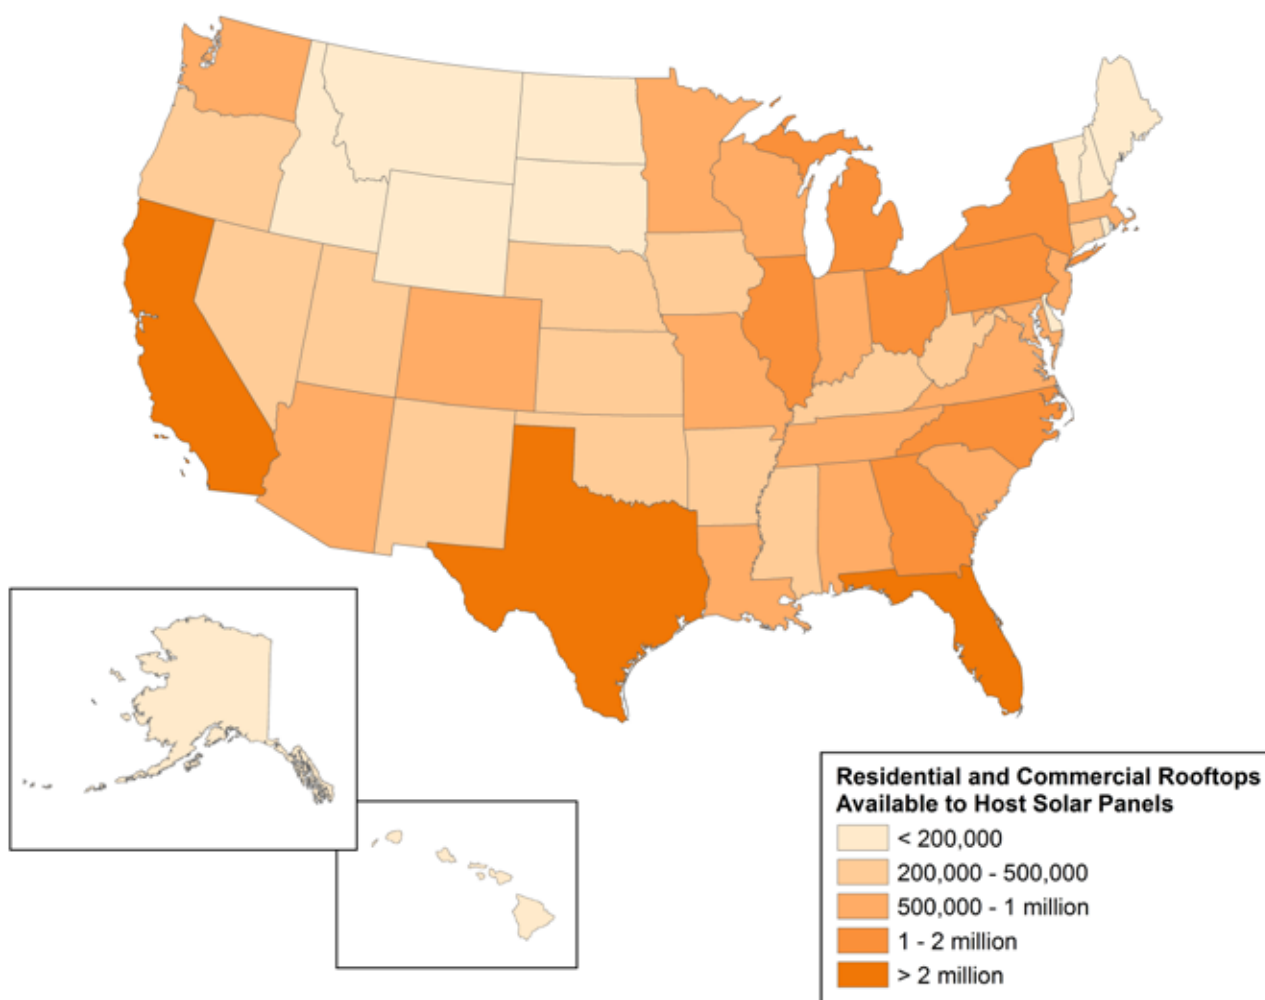 Residential and Commercial Rooftops
Available to Host Solar Panels
< 200,000
200,000 - 500,000
500,000 - 1 million
1 - 2 million
> 2 million